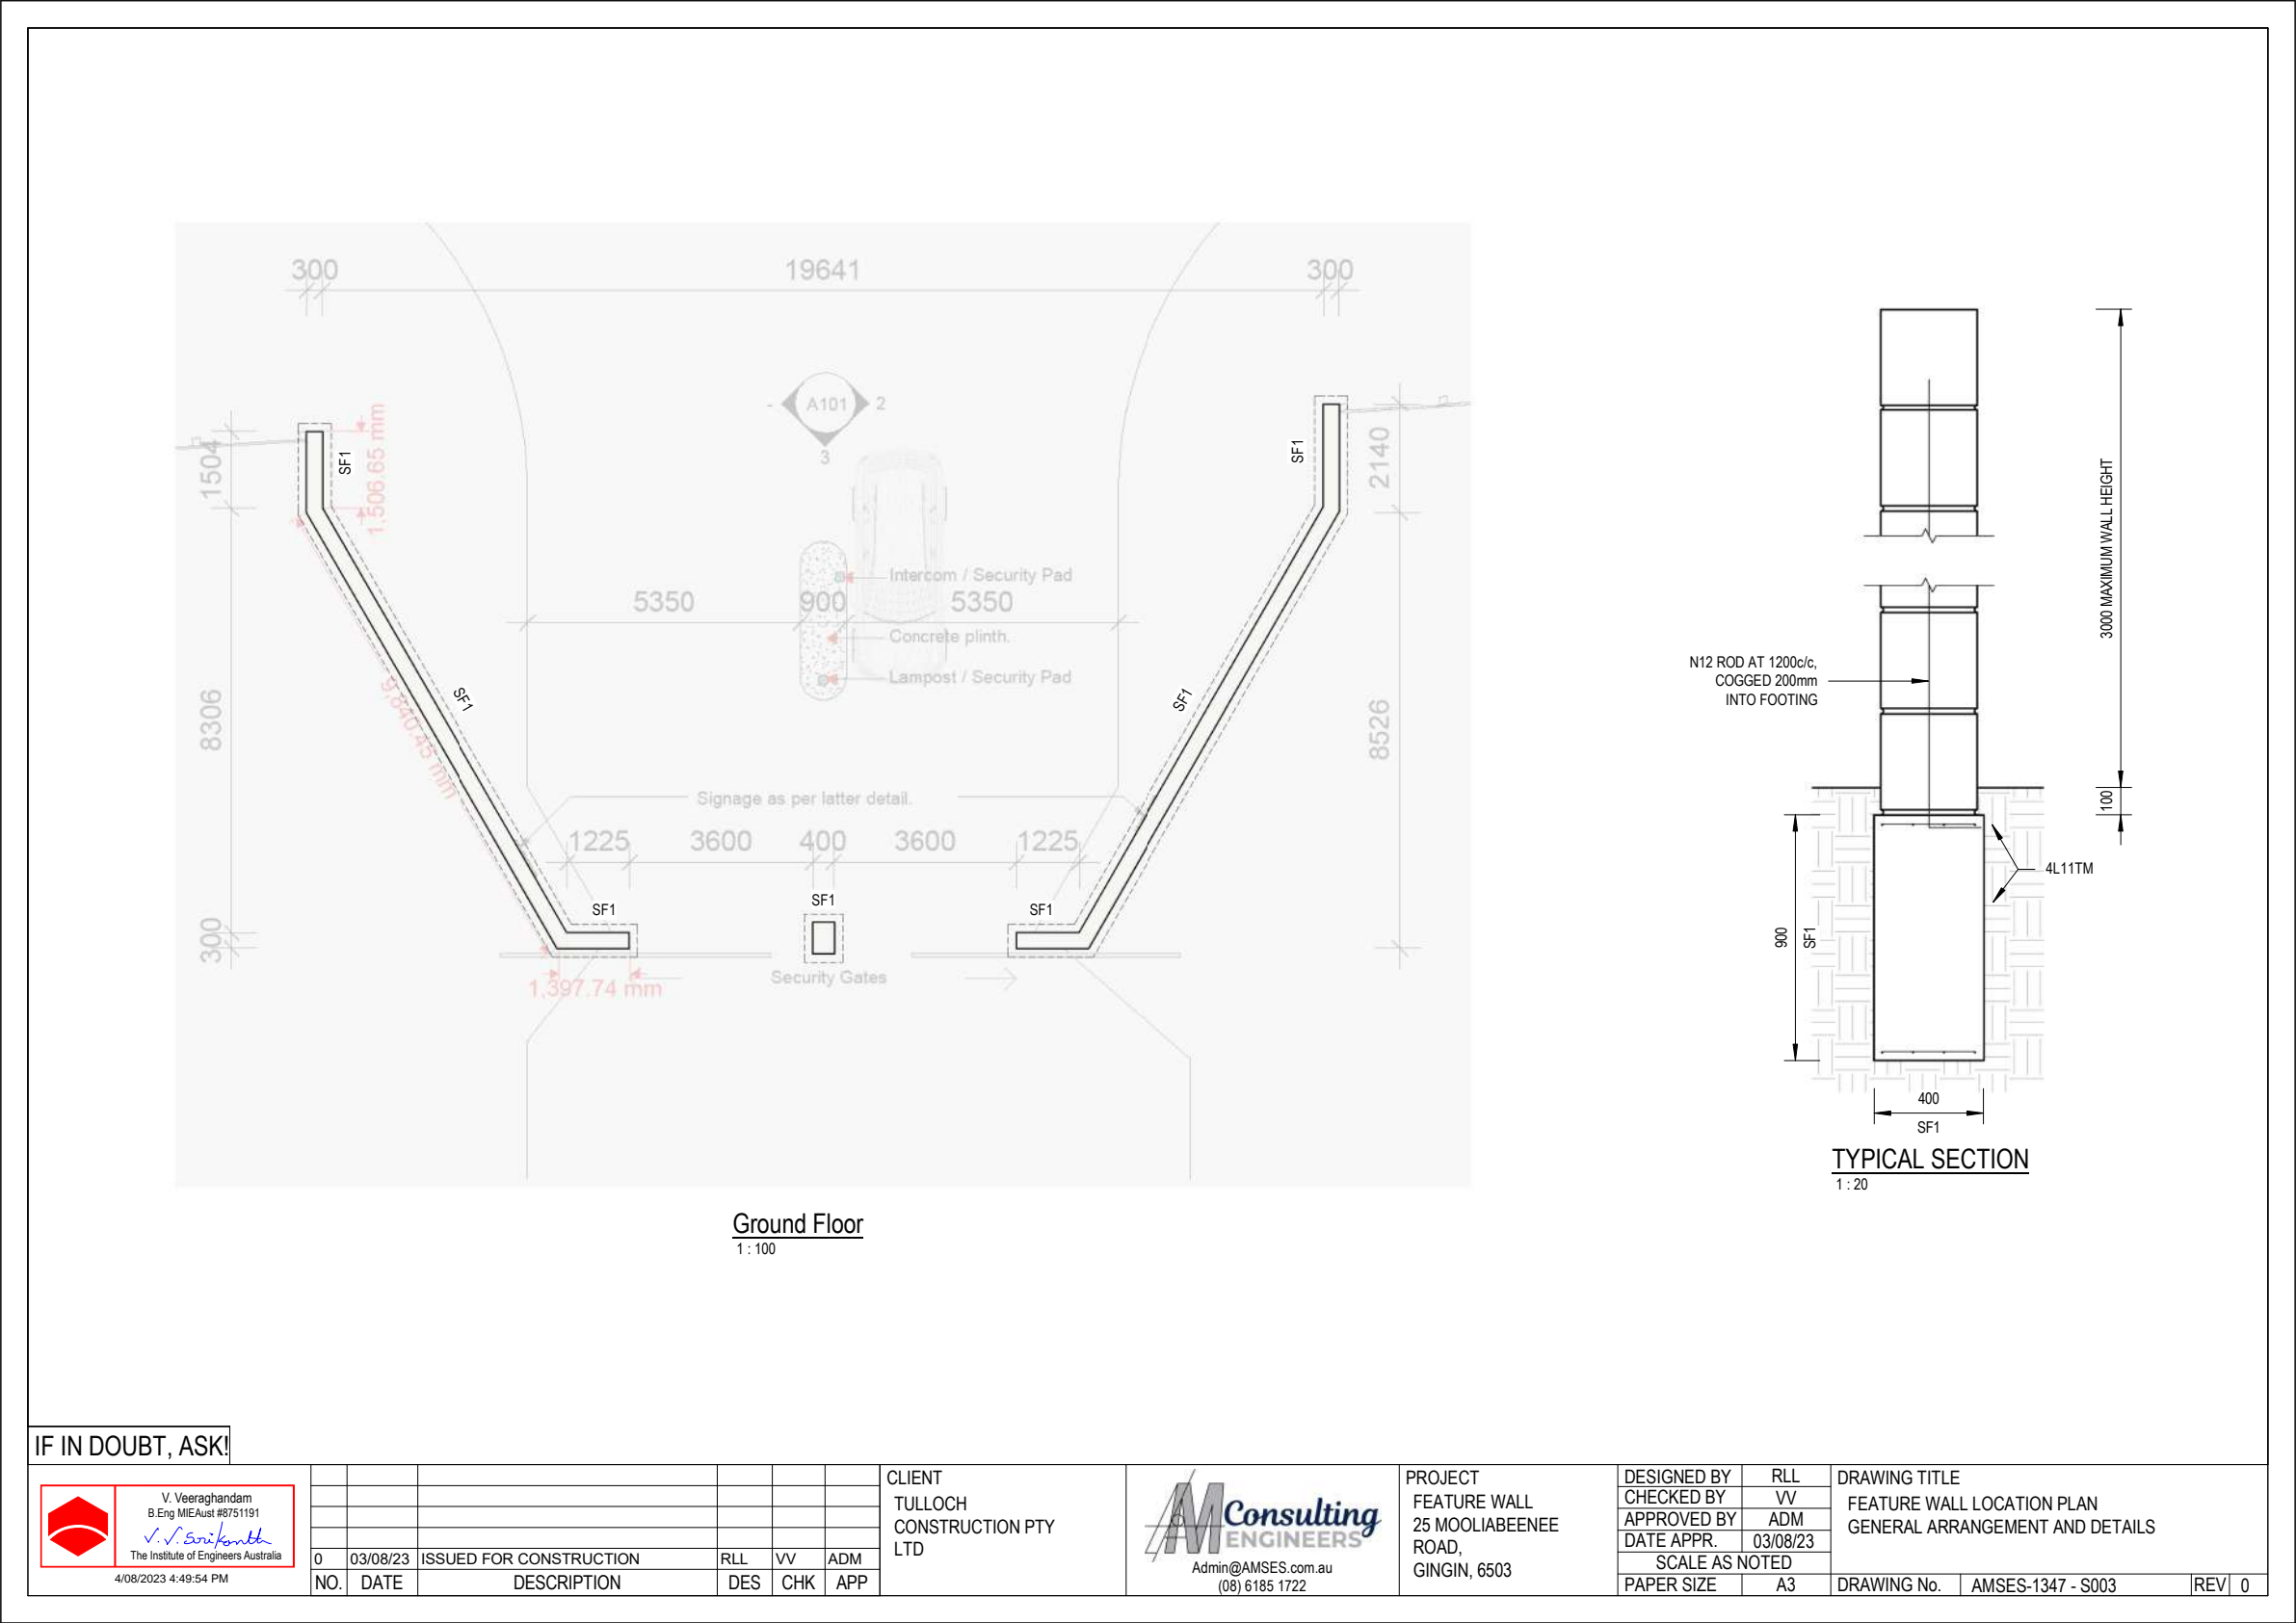 300
19641
300
A101
-
2
3
1504
1,506.65 mm
SF1
SF1
2140
Intercom / Security Pad
5350
900
5350
Concrete plinth.
Lampost / Security Pad
8306
9,840.45 mm
SF1
SF1
8526
Signage as per latter detail.
1225
3600
400
3600
1225
SF1
SF1
SF1
300
Security Gates
1,397.74 mm
Ground Floor
1 : 100
3000 MAXIMUM WALL HEIGHT
N12 ROD AT 1200c/c,
COGGED 200mm
INTO FOOTING
100
4L11TM
900
SF1
400
SF1
TYPICAL SECTION
1 : 20
IF IN DOUBT, ASK!
V. Veeraghandam
B.Eng MIEAust #8751191
V. V. Srikanth
The Institute of Engineers Australia
4/08/2023 4:49:54 PM
0 03/08/23 ISSUED FOR CONSTRUCTION RLL VV ADM
NO. DATE DESCRIPTION DES CHK APP
CLIENT
TULLOCH
CONSTRUCTION PTY
LTD
AM Consulting
ENGINEERS
Admin@AMSES.com.au
(08) 6185 1722
PROJECT
FEATURE WALL
25 MOOLIABEENEE
ROAD,
GINGIN, 6503
DESIGNED BY RLL
CHECKED BY VV
APPROVED BY ADM
DATE APPR. 03/08/23
SCALE AS NOTED
PAPER SIZE A3
DRAWING TITLE
FEATURE WALL LOCATION PLAN
GENERAL ARRANGEMENT AND DETAILS
DRAWING No. AMSES-1347 - S003 REV 0